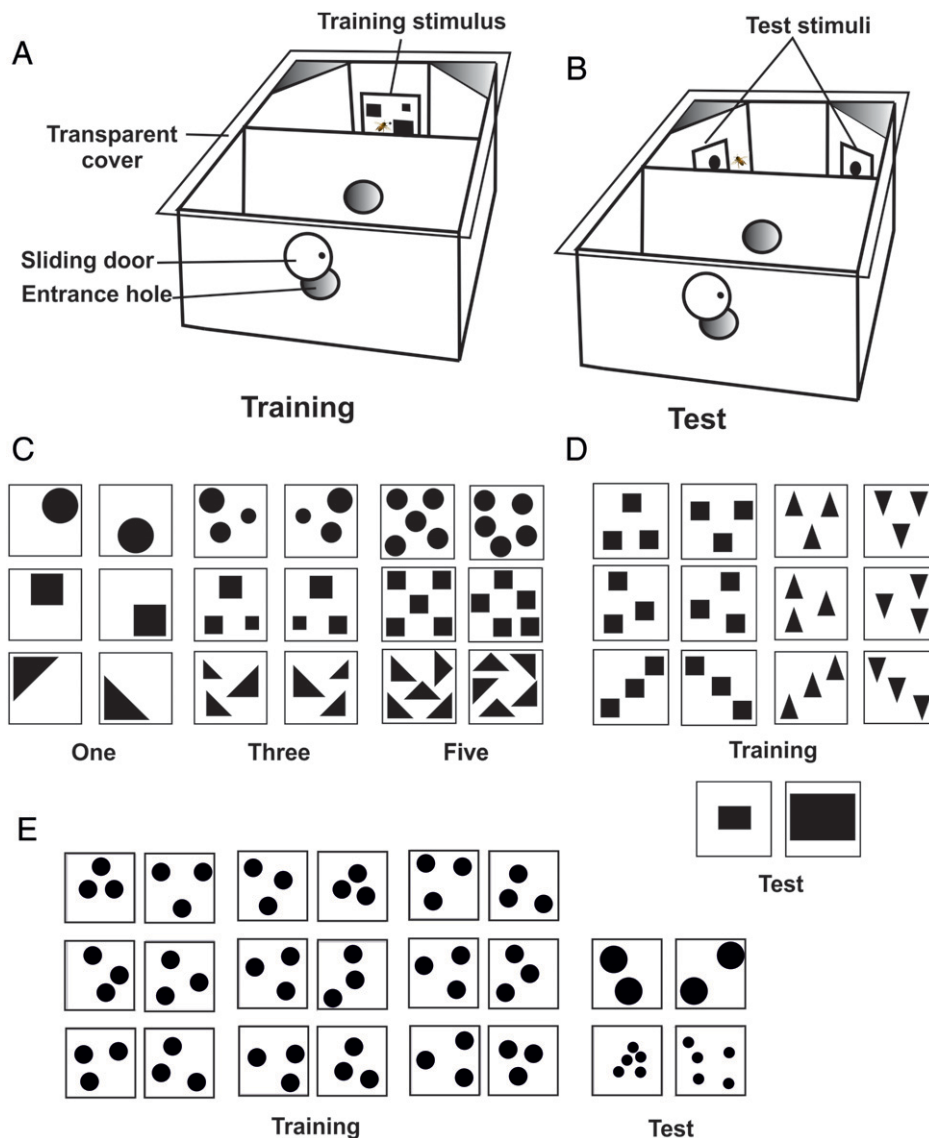 A
Training stimulus
Transparent
cover
Sliding door
Entrance hole
Training
B
Test stimuli
Test
C
One
Three
Five
D
Training
Test
E
Training
Test